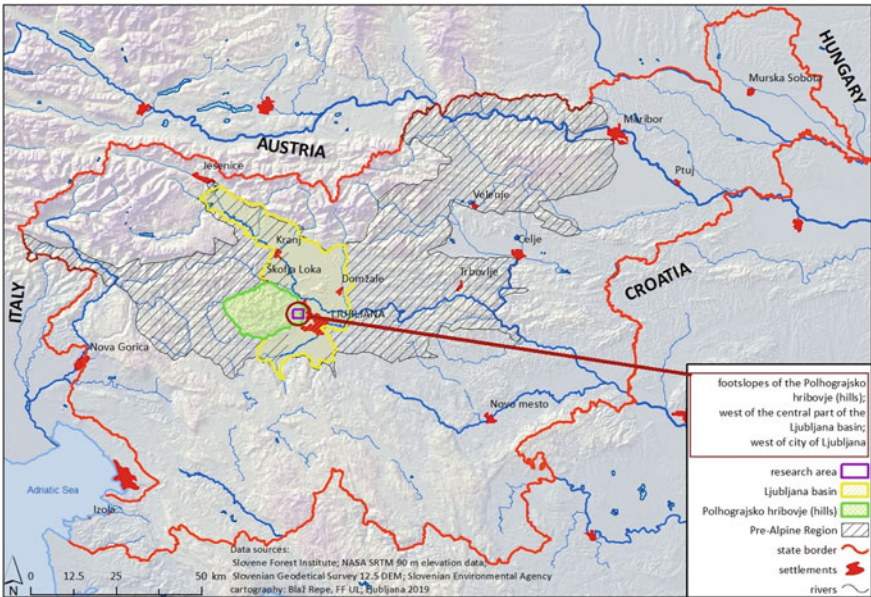 HUNGARY
Murska Sobota
Maribor
AUSTRIA
Jesenice
Ptuj
Velenje
Kranj
Celje
Škofja Loka
Domžale
Trbovlje
CROATIA
ITALY
LJUBLJANA
Nova Gorica
Novo mesto
Adriatic Sea
Izola
footslopes of the Polhograjsko
hribovje (hills);
west of the central part of the
Ljubljana basin;
west of city of Ljubljana
research area
Ljubljana basin
Polhograjsko hribovje (hills)
Pre-Alpine Region
state border
settlements
rivers
N
0 12.5 25 50 km
Data sources:
Slovene Forest Institute; NASA SRTM 90 m elevation data;
Slovenian Geodetical Survey 12.5 DEM; Slovenian Environmental Agency
cartography: Blaž Repe, FF UL; Ljubljana 2019